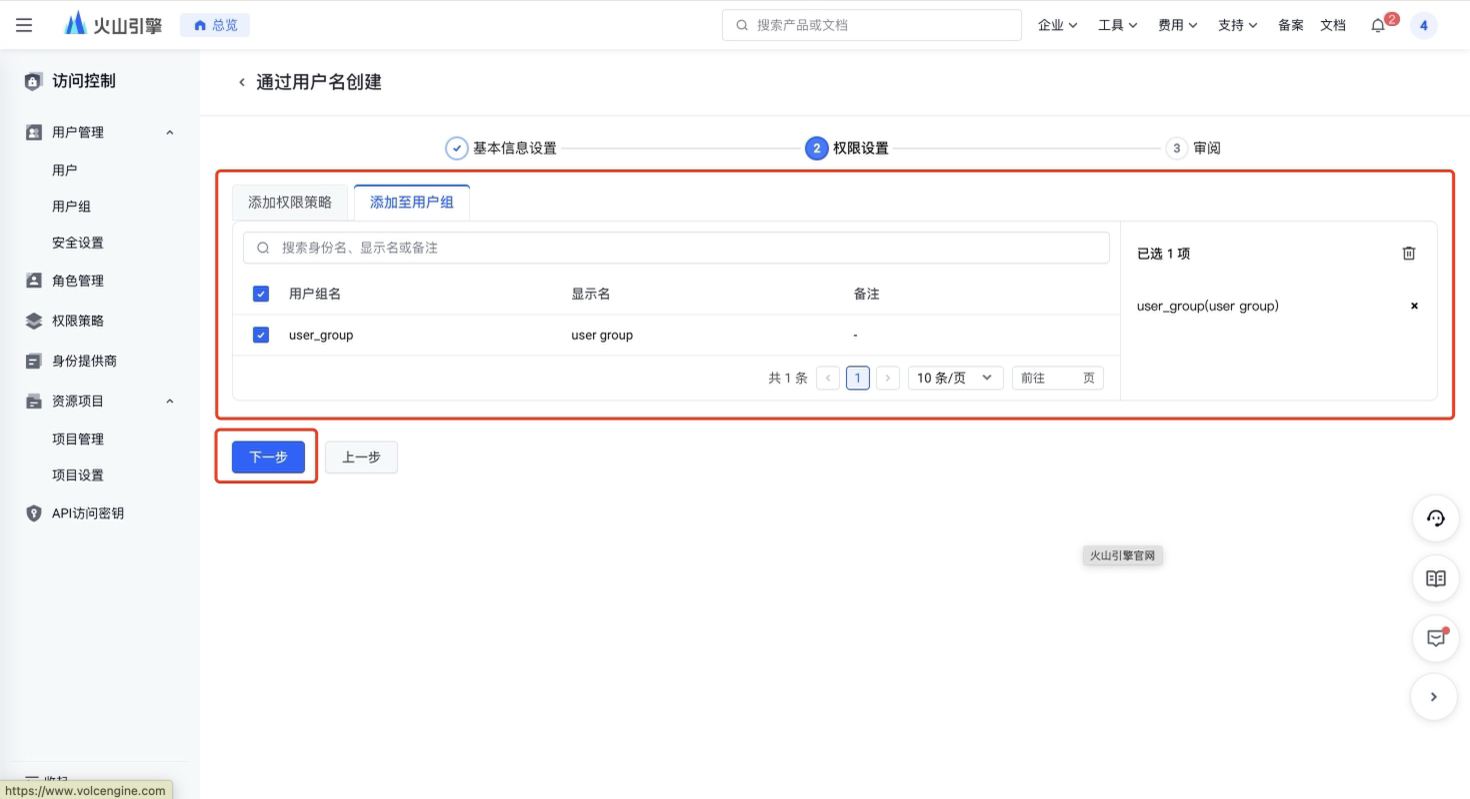 火山引擎
总览
搜索产品或文档
企业
工具
费用
支持
备案
文档
2
4
访问控制
用户管理
用户
用户组
安全设置
角色管理
权限策略
身份提供商
资源项目
项目管理
项目设置
API访问密钥
通过用户名创建
基本信息设置
2 权限设置
3 审阅
添加权限策略
添加至用户组
搜索身份名、显示名或备注
用户组名 显示名 备注
user_group user group -
共 1 条 1 10 条/页 前往 页
已选 1 项
user_group(user group)
下一步
上一步
火山引擎官网
收起
https://www.volcengine.com